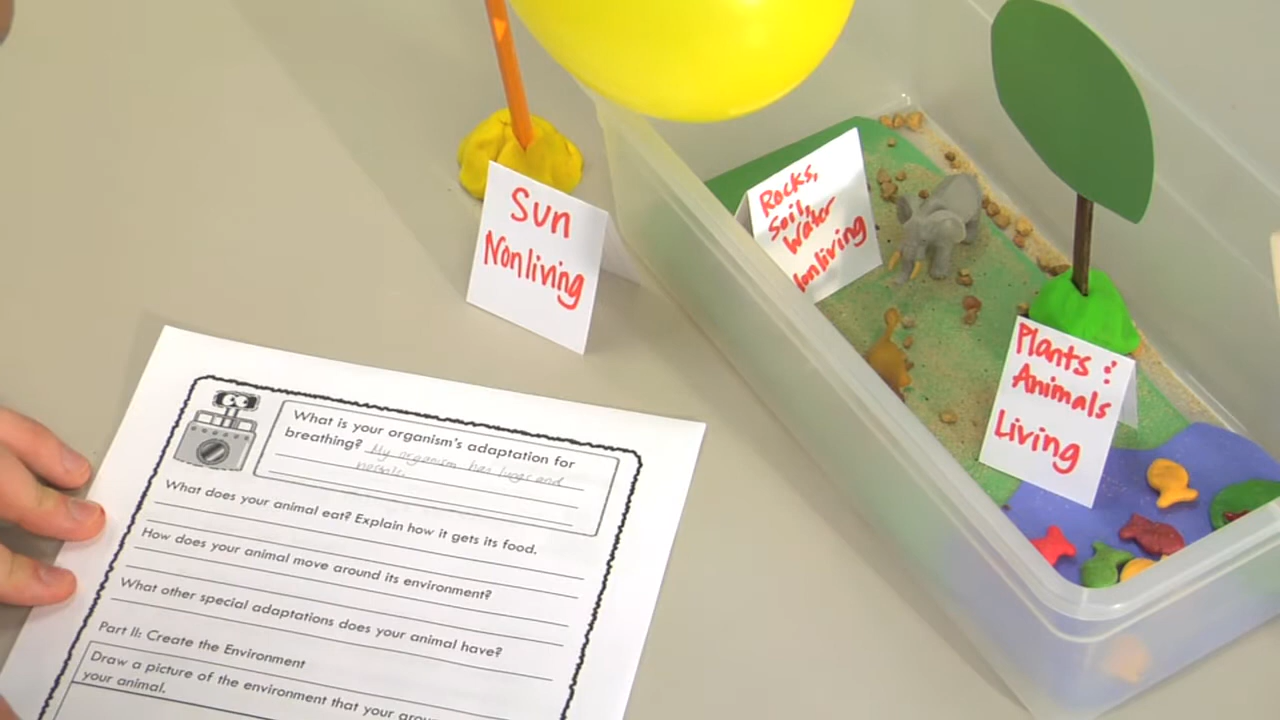 Sun
Nonliving
Rocks,
Soil,
Water
Nonliving
Plants &
Animals
Living
What is your organism's adaptation for
breathing? My organism has lungs and
nostrils.
What does your animal eat? Explain how it gets its food.
How does your animal move around its environment?
What other special adaptations does your animal have?
Part II: Create the Environment
Draw a picture of the environment that your
your animal.